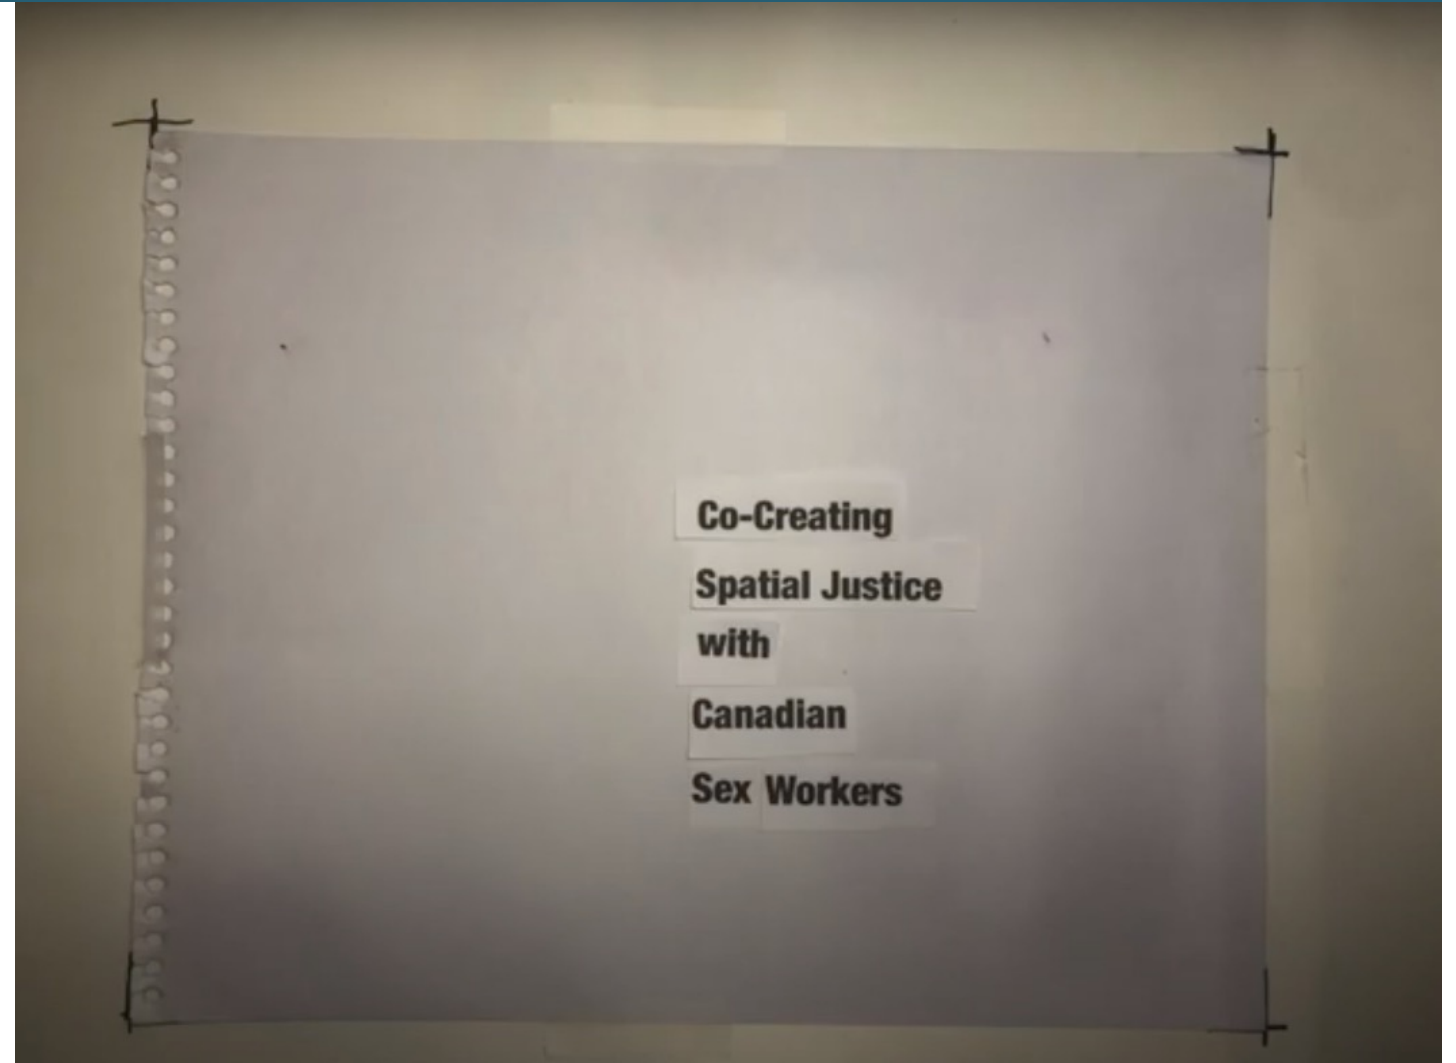 Co-Creating
Spatial Justice
with
Canadian
Sex Workers